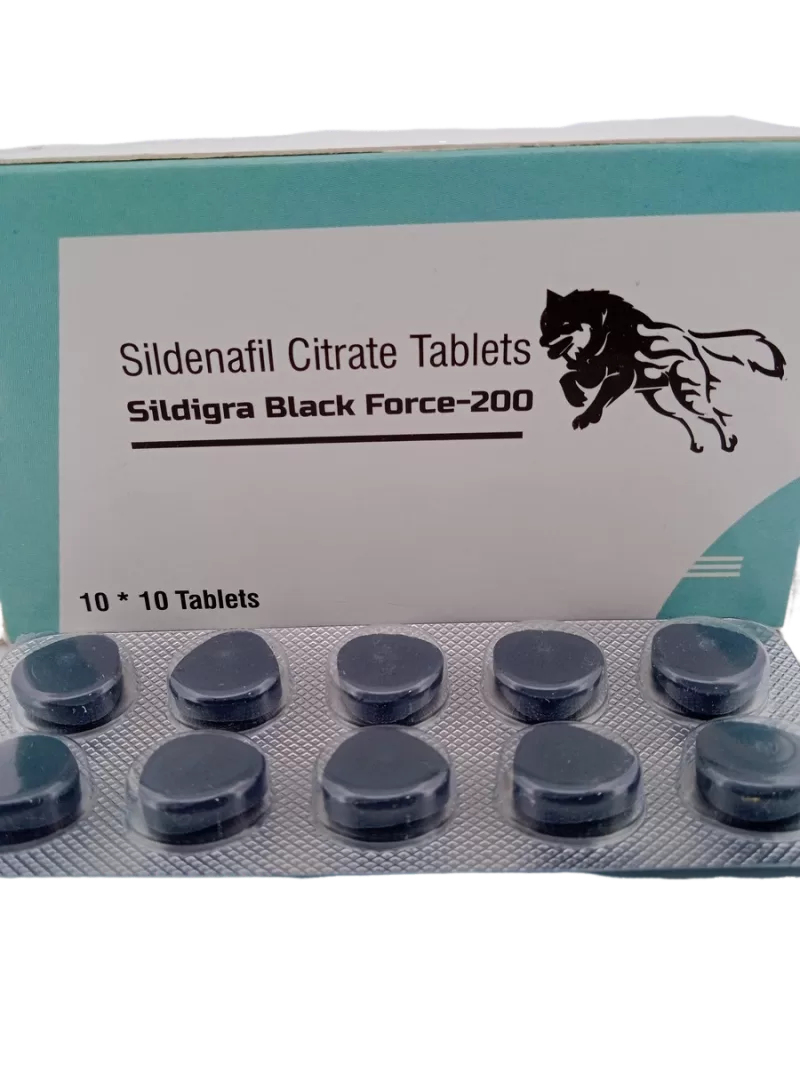 Sildenafil Citrate Tablets
Sildigra Black Force-200
10 * 10 Tablets